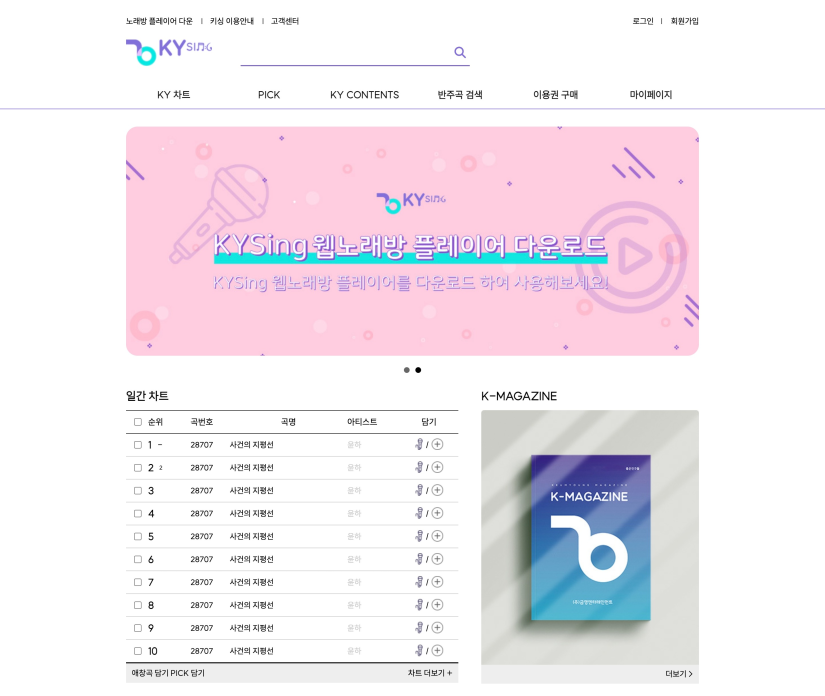 노래방 플레이어 다운 | 키싱 이용안내 | 고객센터
로그인 | 회원가입
KYSING
KY 차트 PICK KY CONTENTS 반주곡 검색 이용권 구매 마이페이지
KYSING
KYSing 웹노래방 플레이어 다운로드
KYSing 웹노래방 플레이어를 다운로드 하여 사용해보세요!
일간 차트
순위 곡번호 곡명 아티스트 담기
1 - 28707 사건의 지평선 윤하 /
2 2 28707 사건의 지평선 윤하 /
3 28707 사건의 지평선 윤하 /
4 28707 사건의 지평선 윤하 /
5 28707 사건의 지평선 윤하 /
6 28707 사건의 지평선 윤하 /
7 28707 사건의 지평선 윤하 /
8 28707 사건의 지평선 윤하 /
9 28707 사건의 지평선 윤하 /
10 28707 사건의 지평선 윤하 /
애창곡 담기 PICK 담기 차트 더보기 +
K-MAGAZINE
K-MAGAZINE
(주)금영엔터테인먼트
더보기 >